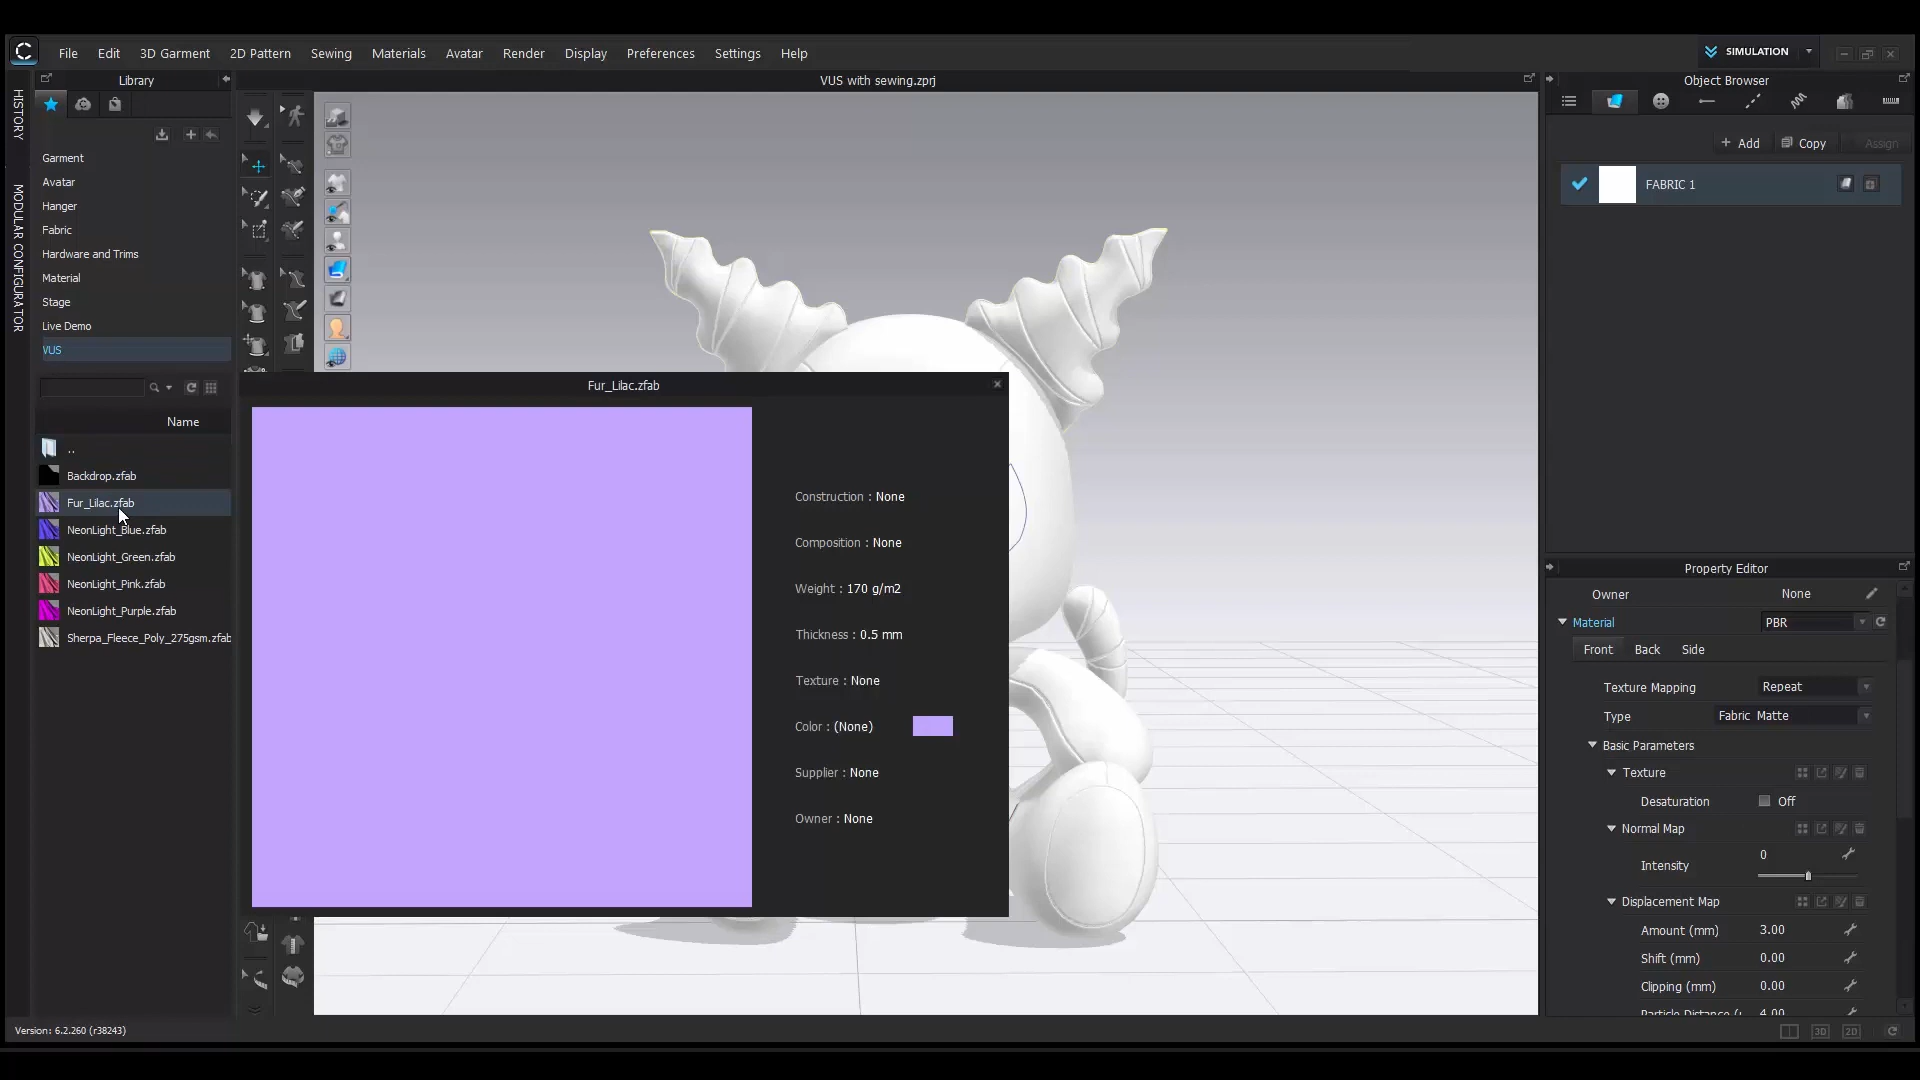 File Edit 3D Garment 2D Pattern Sewing Materials Avatar Render Display Preferences Settings Help
SIMULATION
Library
VUS with sewing.zprj
Object Browser
HISTORY
MODULAR CONFIGURATOR
Garment
Avatar
Hanger
Fabric
Hardware and Trims
Material
Stage
Live Demo
VUS
Name
..
Backdrop.zfab
Fur_Lilac.zfab
NeonLight_Blue.zfab
NeonLight_Green.zfab
NeonLight_Pink.zfab
NeonLight_Purple.zfab
Sherpa_Fleece_Poly_275gsm.zfab
Fur_Lilac.zfab
Construction : None
Composition : None
Weight : 170 g/m2
Thickness : 0.5 mm
Texture : None
Color : (None)
Supplier : None
Owner : None
+ Add Copy Assign
FABRIC 1
Property Editor
Owner None
Material PBR
Front Back Side
Texture Mapping Repeat
Type Fabric Matte
Basic Parameters
Texture
Desaturation Off
Normal Map
Intensity 0
Displacement Map
Amount (mm) 3.00
Shift (mm) 0.00
Clipping (mm) 0.00
Particle Distance 4.00
Version: 6.2.260 (r38243)
3D 2D